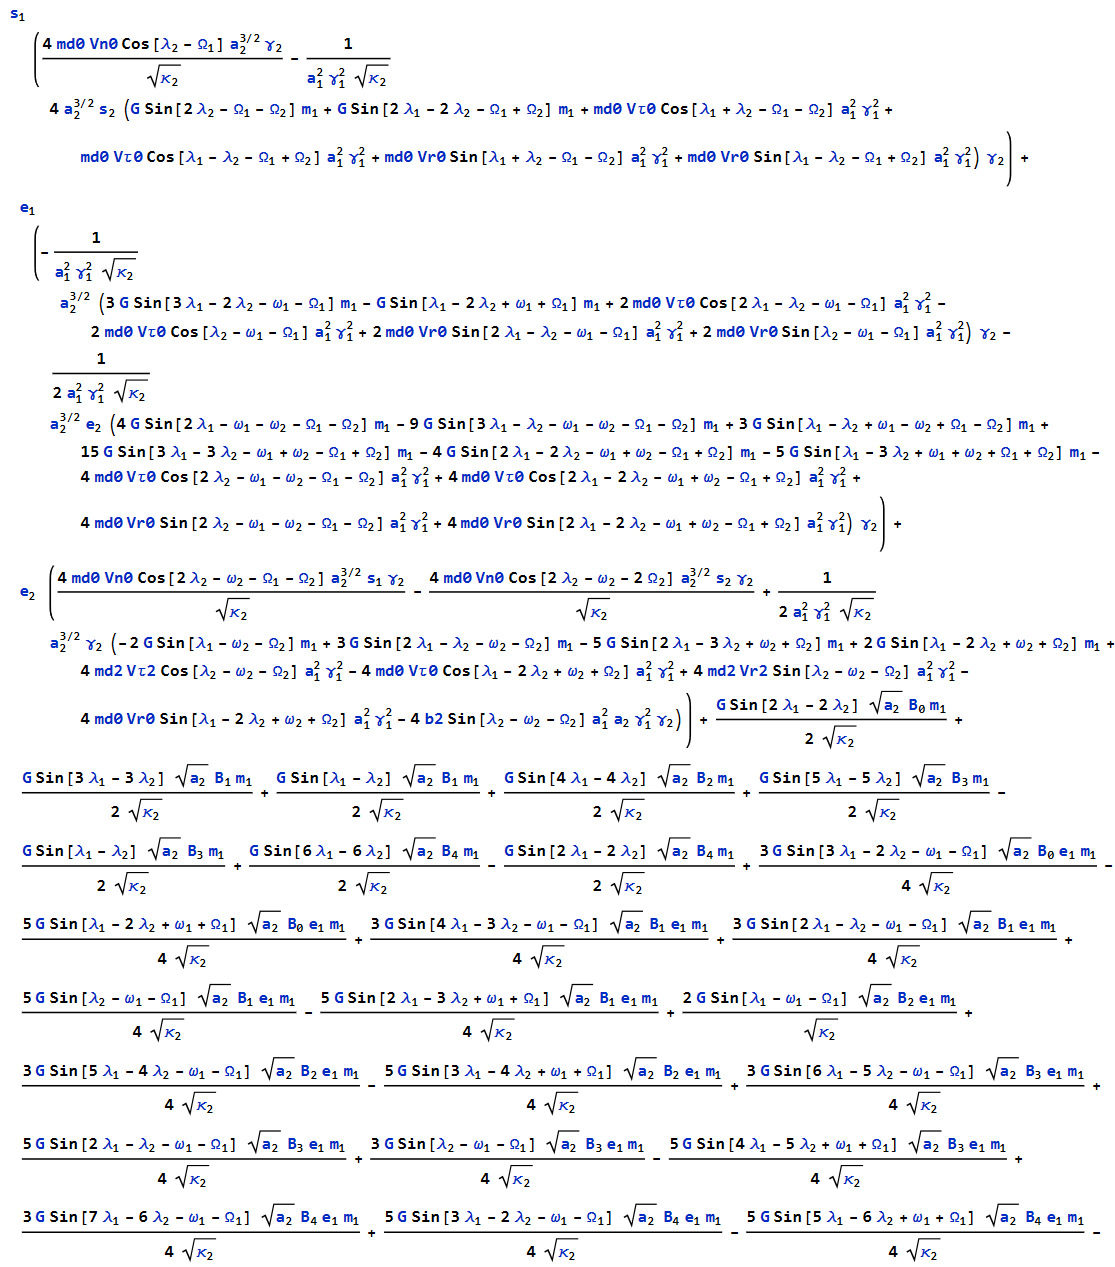 s₁
(4 md0 Vn0 Cos[λ₂ - Ω₁] a₂^(3/2) γ₂ / √κ₂ - 1 / (a₁² γ₁² √κ₂)
4 a₂^(3/2) s₂ (G Sin[2 λ₂ - Ω₁ - Ω₂] m₁ + G Sin[2 λ₁ - 2 λ₂ - Ω₁ + Ω₂] m₁ + md0 Vτ0 Cos[λ₁ + λ₂ - Ω₁ - Ω₂] a₁² γ₁² +
md0 Vτ0 Cos[λ₁ - λ₂ - Ω₁ + Ω₂] a₁² γ₁² + md0 Vr0 Sin[λ₁ + λ₂ - Ω₁ - Ω₂] a₁² γ₁² + md0 Vr0 Sin[λ₁ - λ₂ - Ω₁ + Ω₂] a₁² γ₁²) γ₂) +
e₁
(- 1 / (a₁² γ₁² √κ₂)
a₂^(3/2) (3 G Sin[3 λ₁ - 2 λ₂ - ω₁ - Ω₁] m₁ - G Sin[λ₁ - 2 λ₂ + ω₁ + Ω₁] m₁ + 2 md0 Vτ0 Cos[2 λ₁ - λ₂ - ω₁ - Ω₁] a₁² γ₁² -
2 md0 Vτ0 Cos[λ₂ - ω₁ - Ω₁] a₁² γ₁² + 2 md0 Vr0 Sin[2 λ₁ - λ₂ - ω₁ - Ω₁] a₁² γ₁² + 2 md0 Vr0 Sin[λ₂ - ω₁ - Ω₁] a₁² γ₁²) γ₂ -
1 / (2 a₁² γ₁² √κ₂)
a₂^(3/2) e₂ (4 G Sin[2 λ₁ - ω₁ - ω₂ - Ω₁ - Ω₂] m₁ - 9 G Sin[3 λ₁ - λ₂ - ω₁ - ω₂ - Ω₁ - Ω₂] m₁ + 3 G Sin[λ₁ - λ₂ + ω₁ - ω₂ + Ω₁ - Ω₂] m₁ +
15 G Sin[3 λ₁ - 3 λ₂ - ω₁ + ω₂ - Ω₁ + Ω₂] m₁ - 4 G Sin[2 λ₁ - 2 λ₂ - ω₁ + ω₂ - Ω₁ + Ω₂] m₁ - 5 G Sin[λ₁ - 3 λ₂ + ω₁ + ω₂ + Ω₁ + Ω₂] m₁ -
4 md0 Vτ0 Cos[2 λ₂ - ω₁ - ω₂ - Ω₁ - Ω₂] a₁² γ₁² + 4 md0 Vτ0 Cos[2 λ₁ - 2 λ₂ - ω₁ + ω₂ - Ω₁ + Ω₂] a₁² γ₁² +
4 md0 Vr0 Sin[2 λ₂ - ω₁ - ω₂ - Ω₁ - Ω₂] a₁² γ₁² + 4 md0 Vr0 Sin[2 λ₁ - 2 λ₂ - ω₁ + ω₂ - Ω₁ + Ω₂] a₁² γ₁²) γ₂) +
e₂ (4 md0 Vn0 Cos[2 λ₂ - ω₂ - Ω₁ - Ω₂] a₂^(3/2) s₁ γ₂ / √κ₂ - 4 md0 Vn0 Cos[2 λ₂ - ω₂ - 2 Ω₂] a₂^(3/2) s₂ γ₂ / √κ₂ + 1 / (2 a₁² γ₁² √κ₂)
a₂^(3/2) γ₂ (-2 G Sin[λ₁ - ω₂ - Ω₂] m₁ + 3 G Sin[2 λ₁ - λ₂ - ω₂ - Ω₂] m₁ - 5 G Sin[2 λ₁ - 3 λ₂ + ω₂ + Ω₂] m₁ + 2 G Sin[λ₁ - 2 λ₂ + ω₂ + Ω₂] m₁ +
4 md2 Vτ2 Cos[λ₂ - ω₂ - Ω₂] a₁² γ₁² - 4 md0 Vτ0 Cos[λ₁ - 2 λ₂ + ω₂ + Ω₂] a₁² γ₁² + 4 md2 Vr2 Sin[λ₂ - ω₂ - Ω₂] a₁² γ₁² -
4 md0 Vr0 Sin[λ₁ - 2 λ₂ + ω₂ + Ω₂] a₁² γ₁² - 4 b2 Sin[λ₂ - ω₂ - Ω₂] a₁² a₂ γ₁² γ₂)) + G Sin[2 λ₁ - 2 λ₂] √a₂ B₀ m₁ / (2 √κ₂) +
G Sin[3 λ₁ - 3 λ₂] √a₂ B₁ m₁ / (2 √κ₂) + G Sin[λ₁ - λ₂] √a₂ B₁ m₁ / (2 √κ₂) + G Sin[4 λ₁ - 4 λ₂] √a₂ B₂ m₁ / (2 √κ₂) + G Sin[5 λ₁ - 5 λ₂] √a₂ B₃ m₁ / (2 √κ₂) -
G Sin[λ₁ - λ₂] √a₂ B₃ m₁ / (2 √κ₂) + G Sin[6 λ₁ - 6 λ₂] √a₂ B₄ m₁ / (2 √κ₂) - G Sin[2 λ₁ - 2 λ₂] √a₂ B₄ m₁ / (2 √κ₂) + 3 G Sin[3 λ₁ - 2 λ₂ - ω₁ - Ω₁] √a₂ B₀ e₁ m₁ / (4 √κ₂) -
5 G Sin[λ₁ - 2 λ₂ + ω₁ + Ω₁] √a₂ B₀ e₁ m₁ / (4 √κ₂) + 3 G Sin[4 λ₁ - 3 λ₂ - ω₁ - Ω₁] √a₂ B₁ e₁ m₁ / (4 √κ₂) + 3 G Sin[2 λ₁ - λ₂ - ω₁ - Ω₁] √a₂ B₁ e₁ m₁ / (4 √κ₂) +
5 G Sin[λ₂ - ω₁ - Ω₁] √a₂ B₁ e₁ m₁ / (4 √κ₂) - 5 G Sin[2 λ₁ - 3 λ₂ + ω₁ + Ω₁] √a₂ B₁ e₁ m₁ / (4 √κ₂) + 2 G Sin[λ₁ - ω₁ - Ω₁] √a₂ B₂ e₁ m₁ / √κ₂ +
3 G Sin[5 λ₁ - 4 λ₂ - ω₁ - Ω₁] √a₂ B₂ e₁ m₁ / (4 √κ₂) - 5 G Sin[3 λ₁ - 4 λ₂ + ω₁ + Ω₁] √a₂ B₂ e₁ m₁ / (4 √κ₂) + 3 G Sin[6 λ₁ - 5 λ₂ - ω₁ - Ω₁] √a₂ B₃ e₁ m₁ / (4 √κ₂) +
5 G Sin[2 λ₁ - λ₂ - ω₁ - Ω₁] √a₂ B₃ e₁ m₁ / (4 √κ₂) + 3 G Sin[λ₂ - ω₁ - Ω₁] √a₂ B₃ e₁ m₁ / (4 √κ₂) - 5 G Sin[4 λ₁ - 5 λ₂ + ω₁ + Ω₁] √a₂ B₃ e₁ m₁ / (4 √κ₂) +
3 G Sin[7 λ₁ - 6 λ₂ - ω₁ - Ω₁] √a₂ B₄ e₁ m₁ / (4 √κ₂) + 5 G Sin[3 λ₁ - 2 λ₂ - ω₁ - Ω₁] √a₂ B₄ e₁ m₁ / (4 √κ₂) - 5 G Sin[5 λ₁ - 6 λ₂ + ω₁ + Ω₁] √a₂ B₄ e₁ m₁ / (4 √κ₂) -